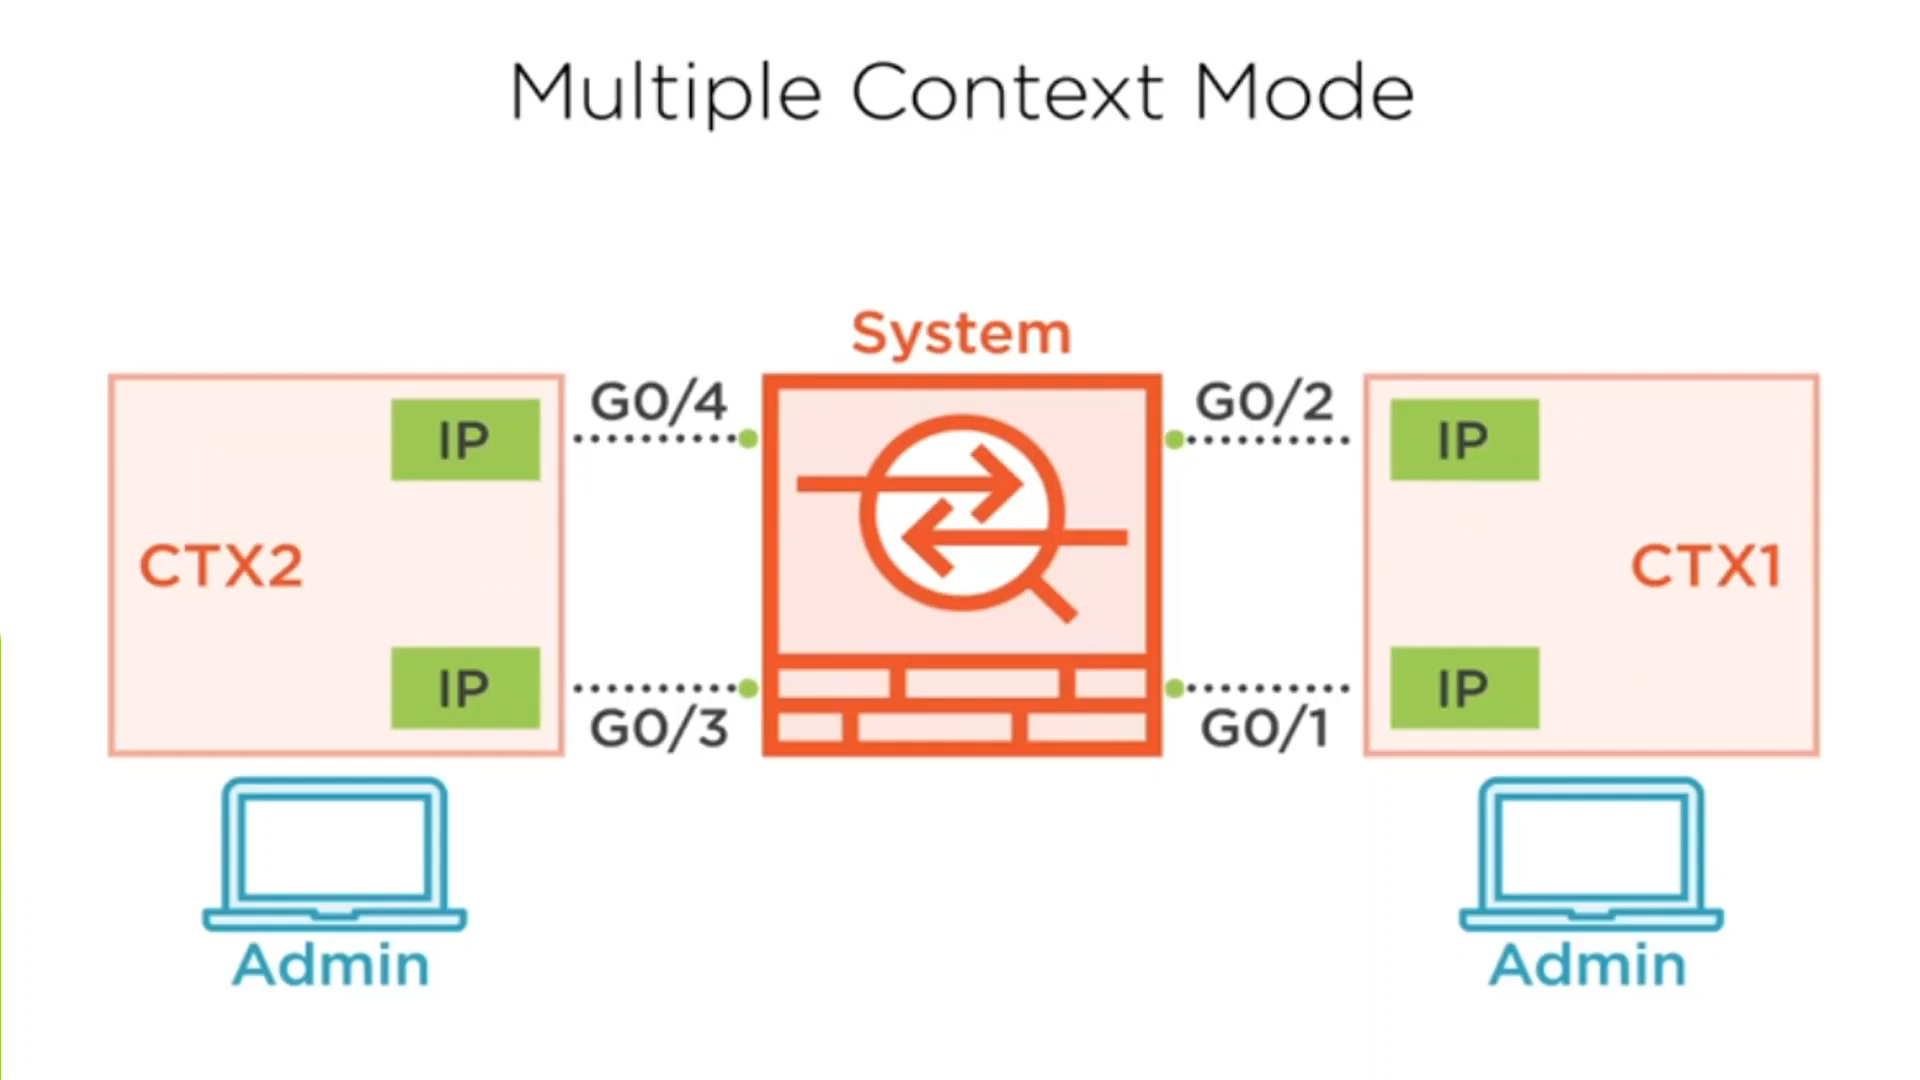 Multiple Context Mode
System
G0/4
G0/2
IP
IP
CTX2
CTX1
IP
IP
G0/3
G0/1
Admin
Admin